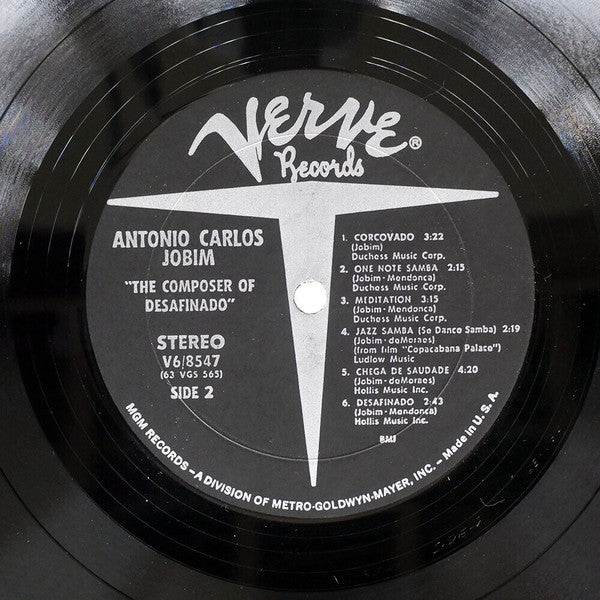 VERVE®
Records
ANTONIO CARLOS
JOBIM
"THE COMPOSER OF
DESAFINADO"
STEREO
V6/8547
(63 VGS 565)
SIDE 2
1. CORCOVADO 3:22
(Jobim)
Duchess Music Corp.
2. ONE NOTE SAMBA 2:15
(Jobim-Mendonca)
Duchess Music Corp.
3. MEDITATION 3:15
(Jobim-Mendonca)
Duchess Music Corp.
4. JAZZ SAMBA (So Danco Samba) 2:19
(Jobim-deMoraes)
(from film "Copacabana Palace")
Ludlow Music
5. CHEGA DE SAUDADE 4:20
(Jobim-deMoraes)
Hollis Music Inc.
6. DESAFINADO 2:43
(Jobim-Mendonca)
Hollis Music Inc.
BMI
MGM RECORDS—A DIVISION OF METRO-GOLDWYN-MAYER, INC.—Made in U.S.A.